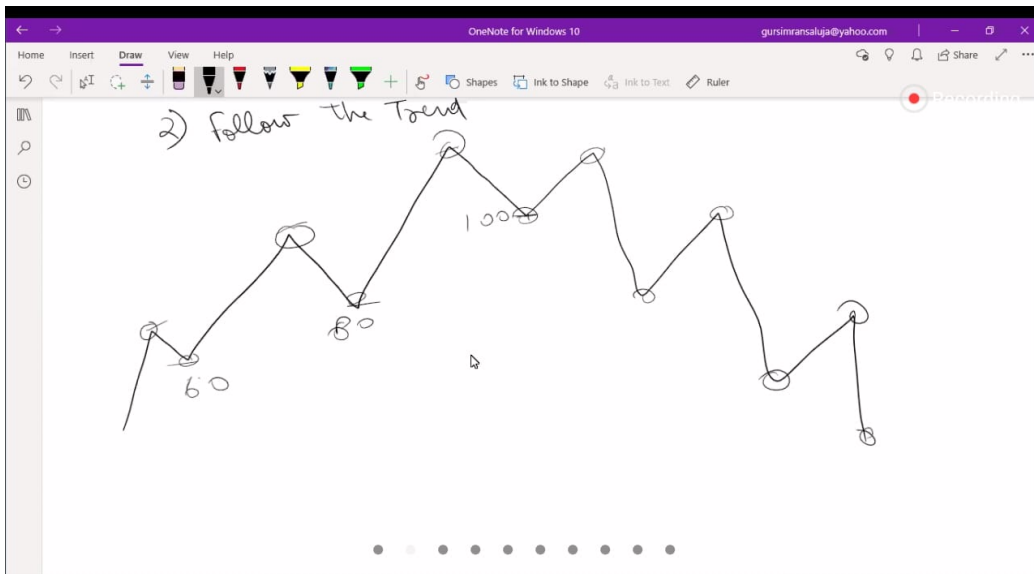 OneNote for Windows 10
gursimransaluja@yahoo.com
Home Insert Draw View Help
Share
Shapes Ink to Shape Ink to Text Ruler
Recording
2) Follow the Trend
100
80
60